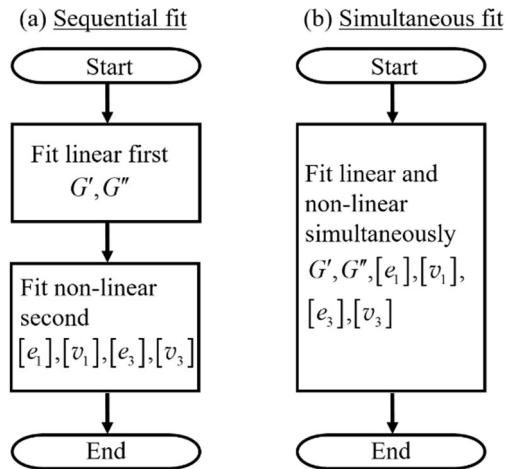 (a) Sequential fit
Start
Fit linear first
G′, G″
Fit non-linear
second
[e₁],[v₁],[e₃],[v₃]
End
(b) Simultaneous fit
Start
Fit linear and
non-linear
simultaneously
G′, G″, [e₁],[v₁],
[e₃],[v₃]
End